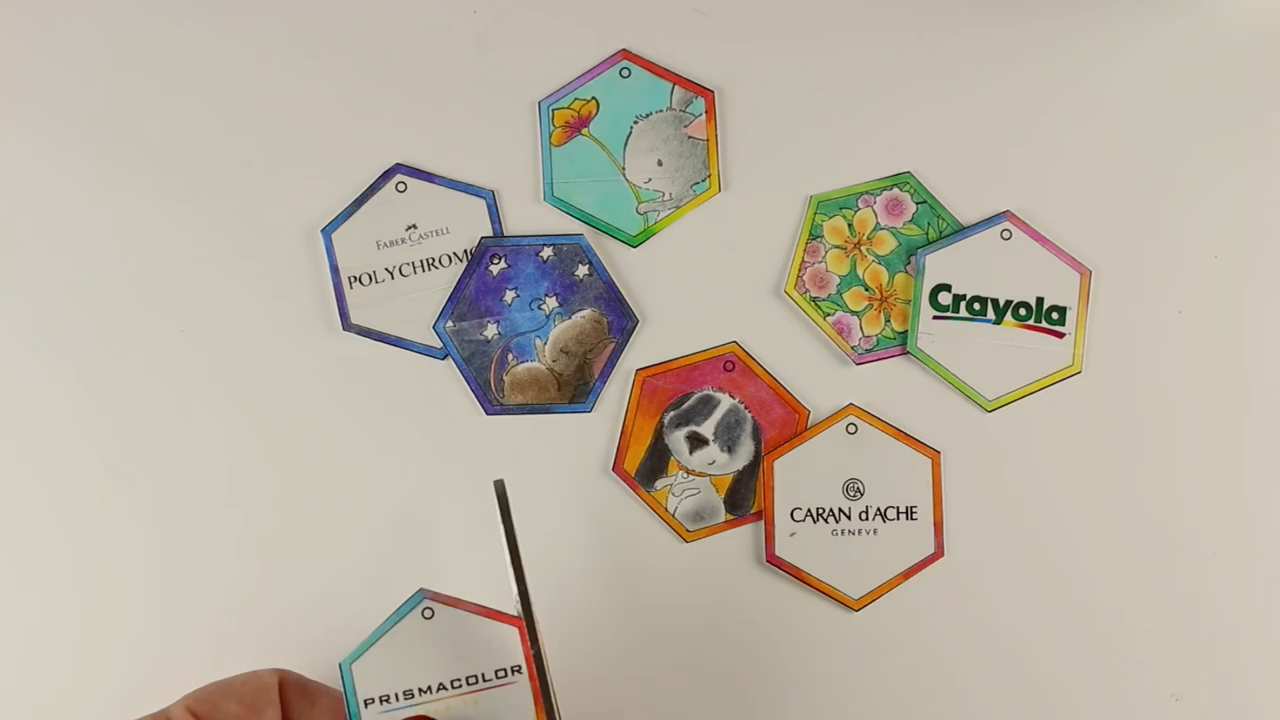 FABER-CASTELL
POLYCHROMO
Crayola
CARAN d'ACHE
GENEVE
PRISMACOLOR